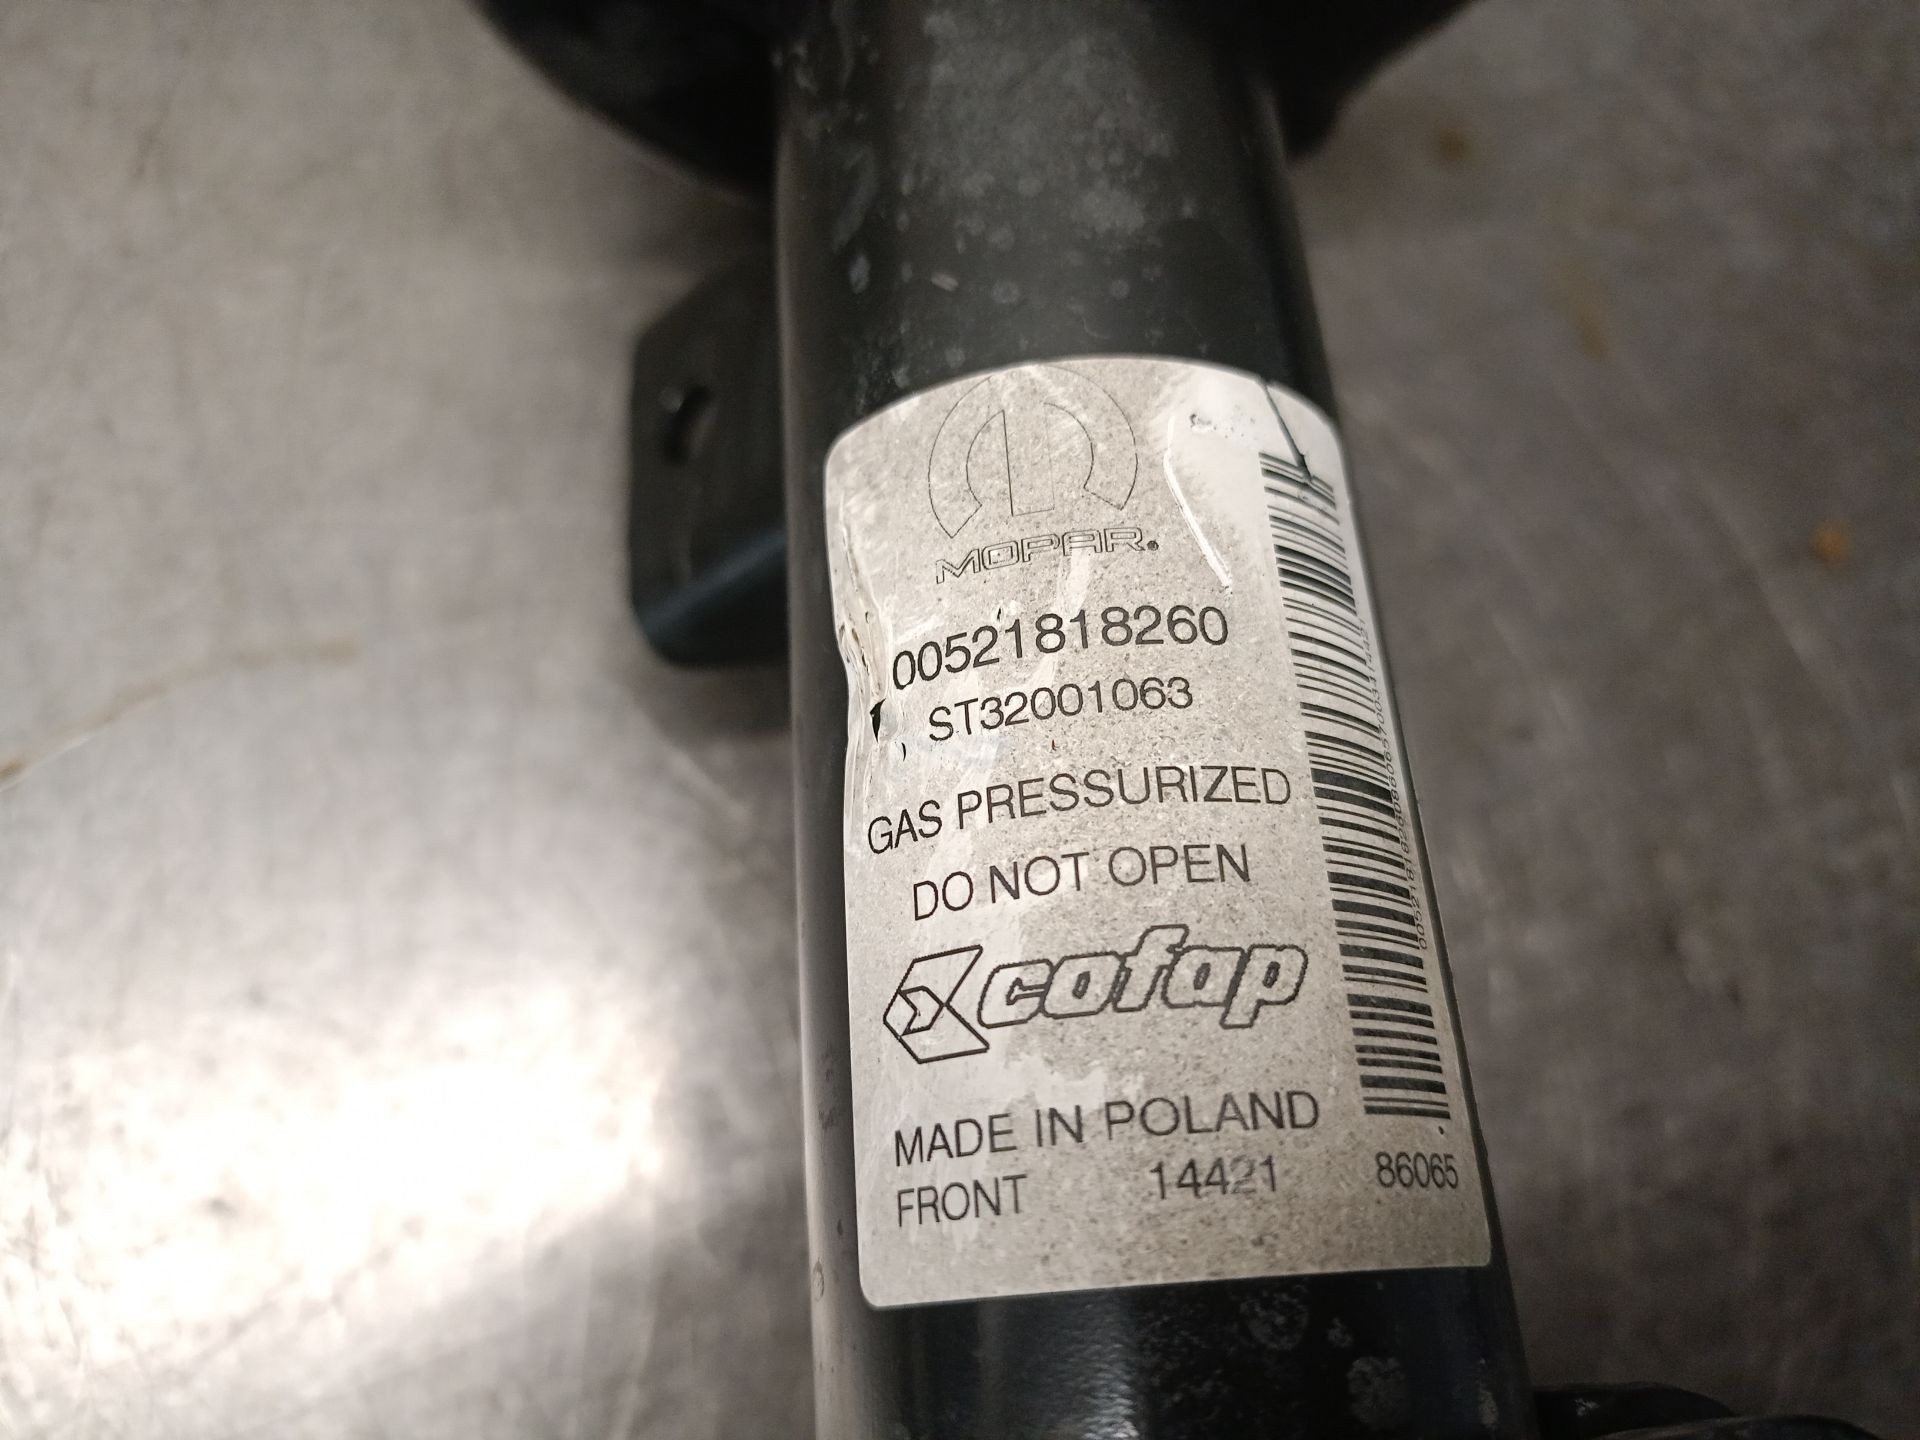 MOPAR®
00521818260
ST32001063
GAS PRESSURIZED
DO NOT OPEN
cofap
MADE IN POLAND
FRONT 14421 86065